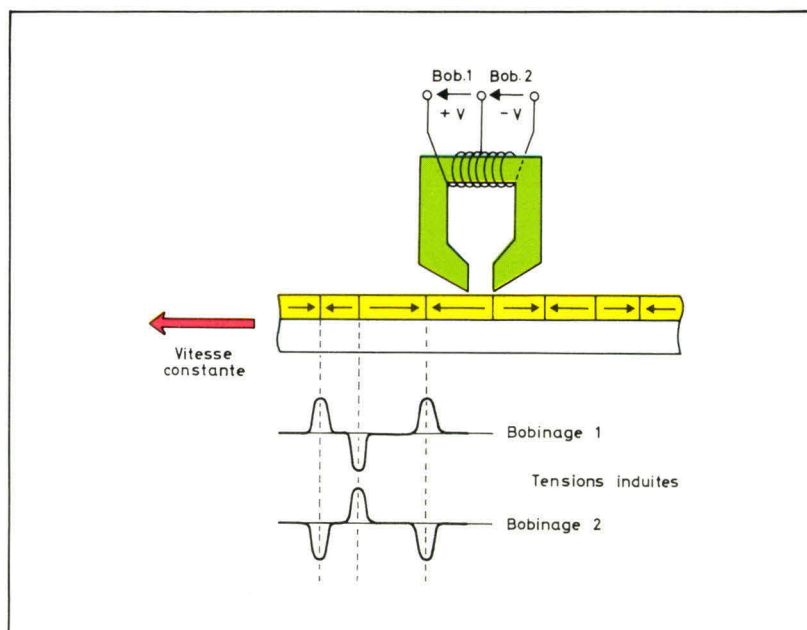 Bob.1 Bob.2
+ V - V
Vitesse
constante
Bobinage 1
Tensions induites
Bobinage 2